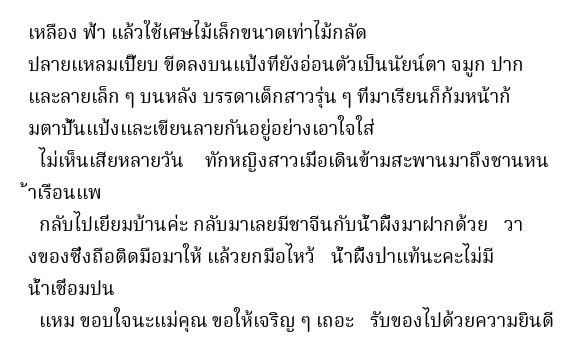 เหลือง ฟ้า แล้วใช้เศษไม้เล็กขนาดเท่าไม้กลัด
ปลายแหลมเปี๊ยบ ขีดลงบนแป้งที่ยังอ่อนตัวเป็นนัยน์ตา จมูก ปาก
และลายเล็ก ๆ บนหลัง บรรดาเด็กสาวรุ่น ๆ ที่มาเรียนก็ก้มหน้าก้
มตาปั้นแป้งและเขียนลายกันอยู่อย่างเอาใจใส่
ไม่เห็นเสียหลายวัน ทักหญิงสาวเมื่อเดินข้ามสะพานมาถึงชานหน
้าเรือนแพ
กลับไปเยี่ยมบ้านค่ะ กลับมาเลยมีชาจีนกับน้ำผึ้งมาฝากด้วย วา
งของซึ่งถือติดมือมาให้ แล้วยกมือไหว้ น้ำผึ้งป่าแท้นะคะไม่มี
น้ำเชื่อมปน
แหม ขอบใจนะแม่คุณ ขอให้เจริญ ๆ เถอะ รับของไปด้วยความยินดี